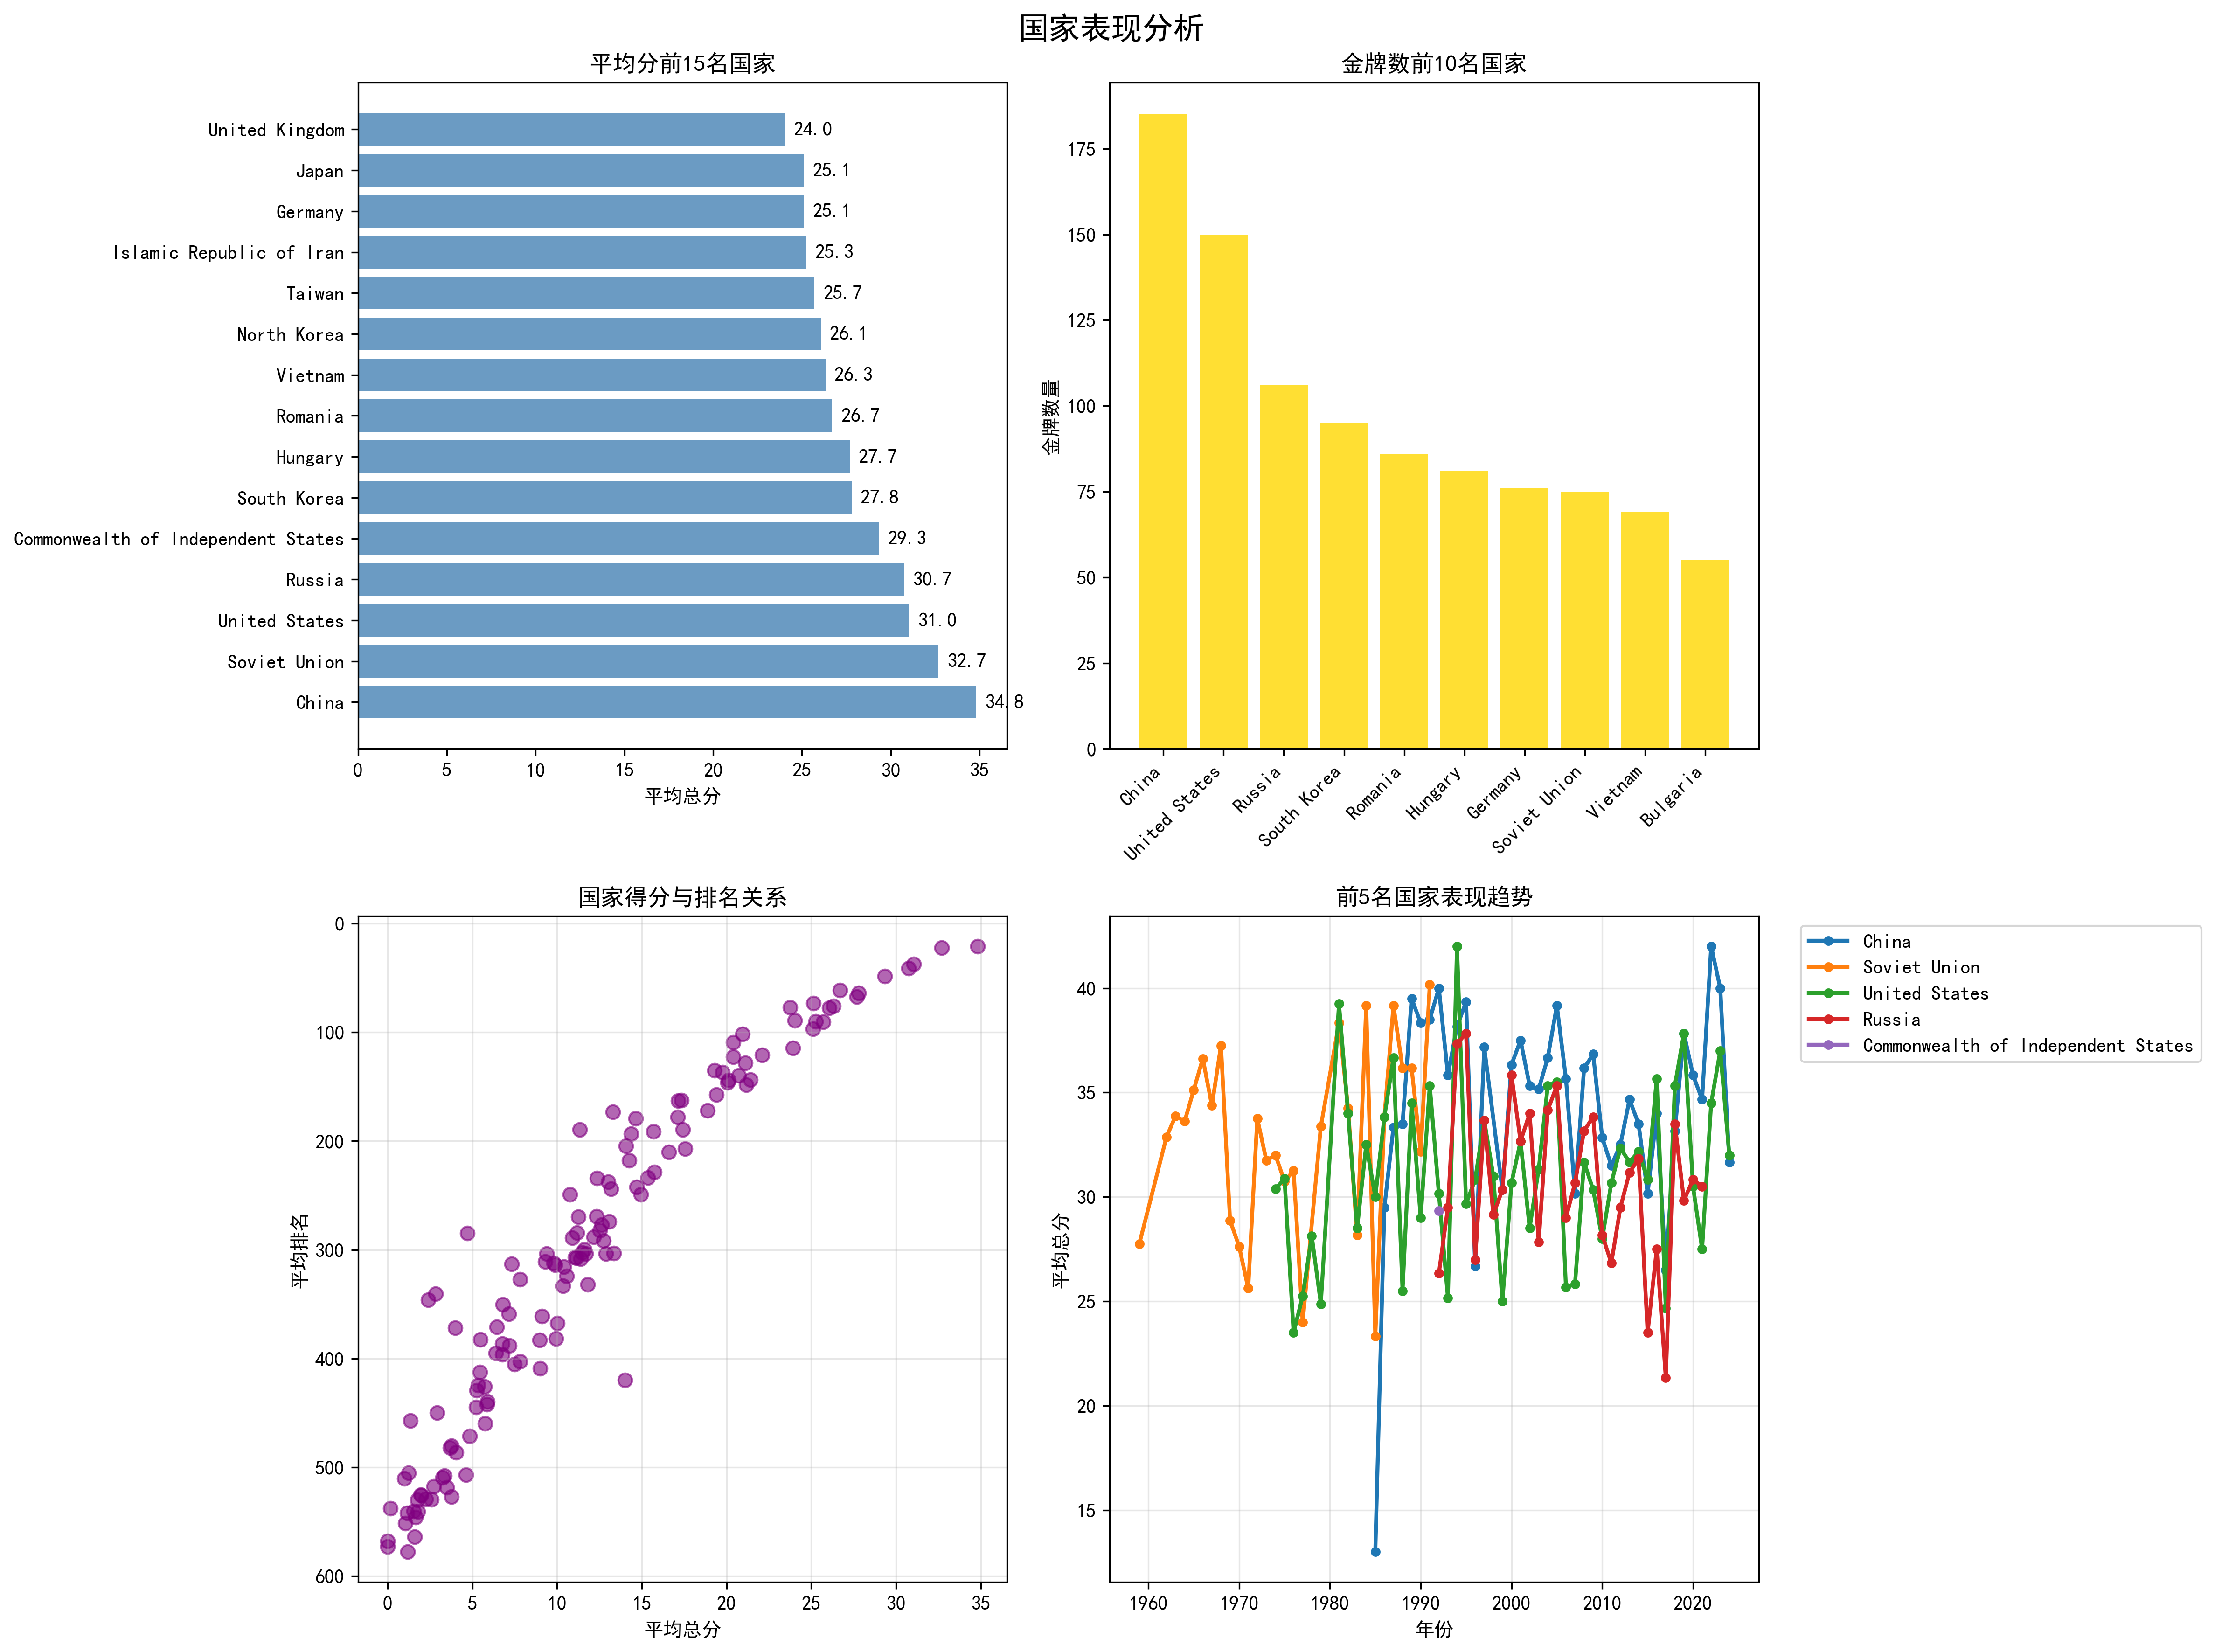 国家表现分析
平均分前15名国家
United Kingdom 24.0
Japan 25.1
Germany 25.1
Islamic Republic of Iran 25.3
Taiwan 25.7
North Korea 26.1
Vietnam 26.3
Romania 26.7
Hungary 27.7
South Korea 27.8
Commonwealth of Independent States 29.3
Russia 30.7
United States 31.0
Soviet Union 32.7
China 34.8
0 5 10 15 20 25 30 35
平均总分
金牌数前10名国家
金牌数量
175
150
125
100
75
50
25
0
China
United States
Russia
South Korea
Romania
Hungary
Germany
Soviet Union
Vietnam
Bulgaria
国家得分与排名关系
平均排名
0
100
200
300
400
500
600
0 5 10 15 20 25 30 35
平均总分
前5名国家表现趋势
平均总分
40
35
30
25
20
15
1960 1970 1980 1990 2000 2010 2020
年份
China
Soviet Union
United States
Russia
Commonwealth of Independent States